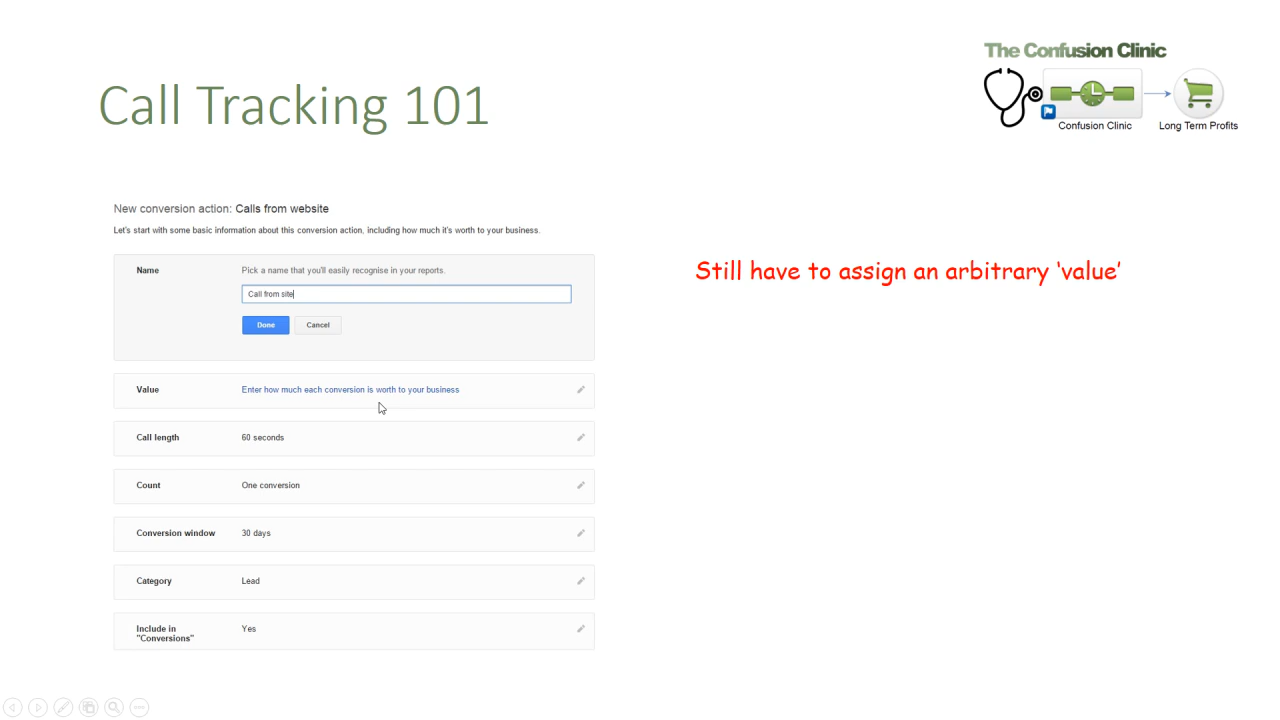 The Confusion Clinic
Call Tracking 101
Confusion Clinic
Long Term Profits
New conversion action: Calls from website
Let's start with some basic information about this conversion action, including how much it's worth to your business.
Name
Pick a name that you'll easily recognise in your reports.
Call from site
Done
Cancel
Value
Enter how much each conversion is worth to your business
Call length
60 seconds
Count
One conversion
Conversion window
30 days
Category
Lead
Include in
"Conversions"
Yes
Still have to assign an arbitrary ‘value’